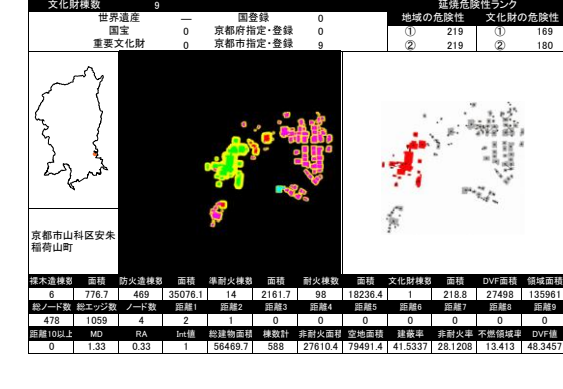 文化財棟数 9 延焼危険性ランク
世界遺産 — 国登録 0 地域の危険性 文化財の危険性
国宝 0 京都府指定・登録 0 ① 219 ① 169
重要文化財 0 京都市指定・登録 9 ② 219 ② 180
京都市山科区安朱
稲荷山町
裸木造棟数 面積 防火造棟数 面積 準耐火棟数 面積 耐火棟数 面積 文化財棟数 面積 DVF面積 領域面積
6 776.7 469 35076.1 14 2161.7 98 18236.4 1 218.8 27498 135961
総ノード数 総エッジ数 ノード数 距離1 距離2 距離3 距離4 距離5 距離6 距離7 距離8 距離9
478 1059 4 2 1 0 0 0 0 0 0 0
距離10以上 MD RA Int値 総建物面積 棟数計 非耐火面積 空地面積 建蔽率 非耐火率 不燃領域率 DVF値
0 1.33 0.33 1 56469.7 588 27610.4 79491.4 41.5337 28.1208 13.413 48.3457